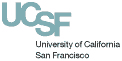 UCSF
University of California
San Francisco